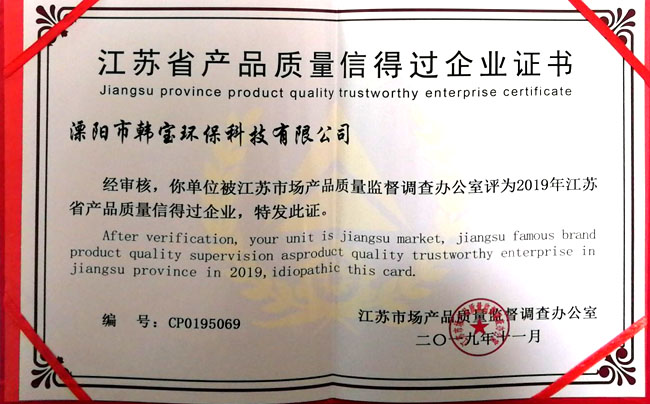 江苏省产品质量信得过企业证书
Jiangsu province product quality trustworthy enterprise certificate
溧阳市韩宝环保科技有限公司
经审核，你单位被江苏市场产品质量监督调查办公室评为2019年江苏
省产品质量信得过企业，特发此证。
After verification, your unit is jiangsu market, jiangsu famous brand
product quality supervision asproduct quality trustworthy enterprise in
jiangsu province in 2019,idiopathic this card.
编 号：CP0195069
江苏市场产品质量监督调查办公室
二〇一九年十一月